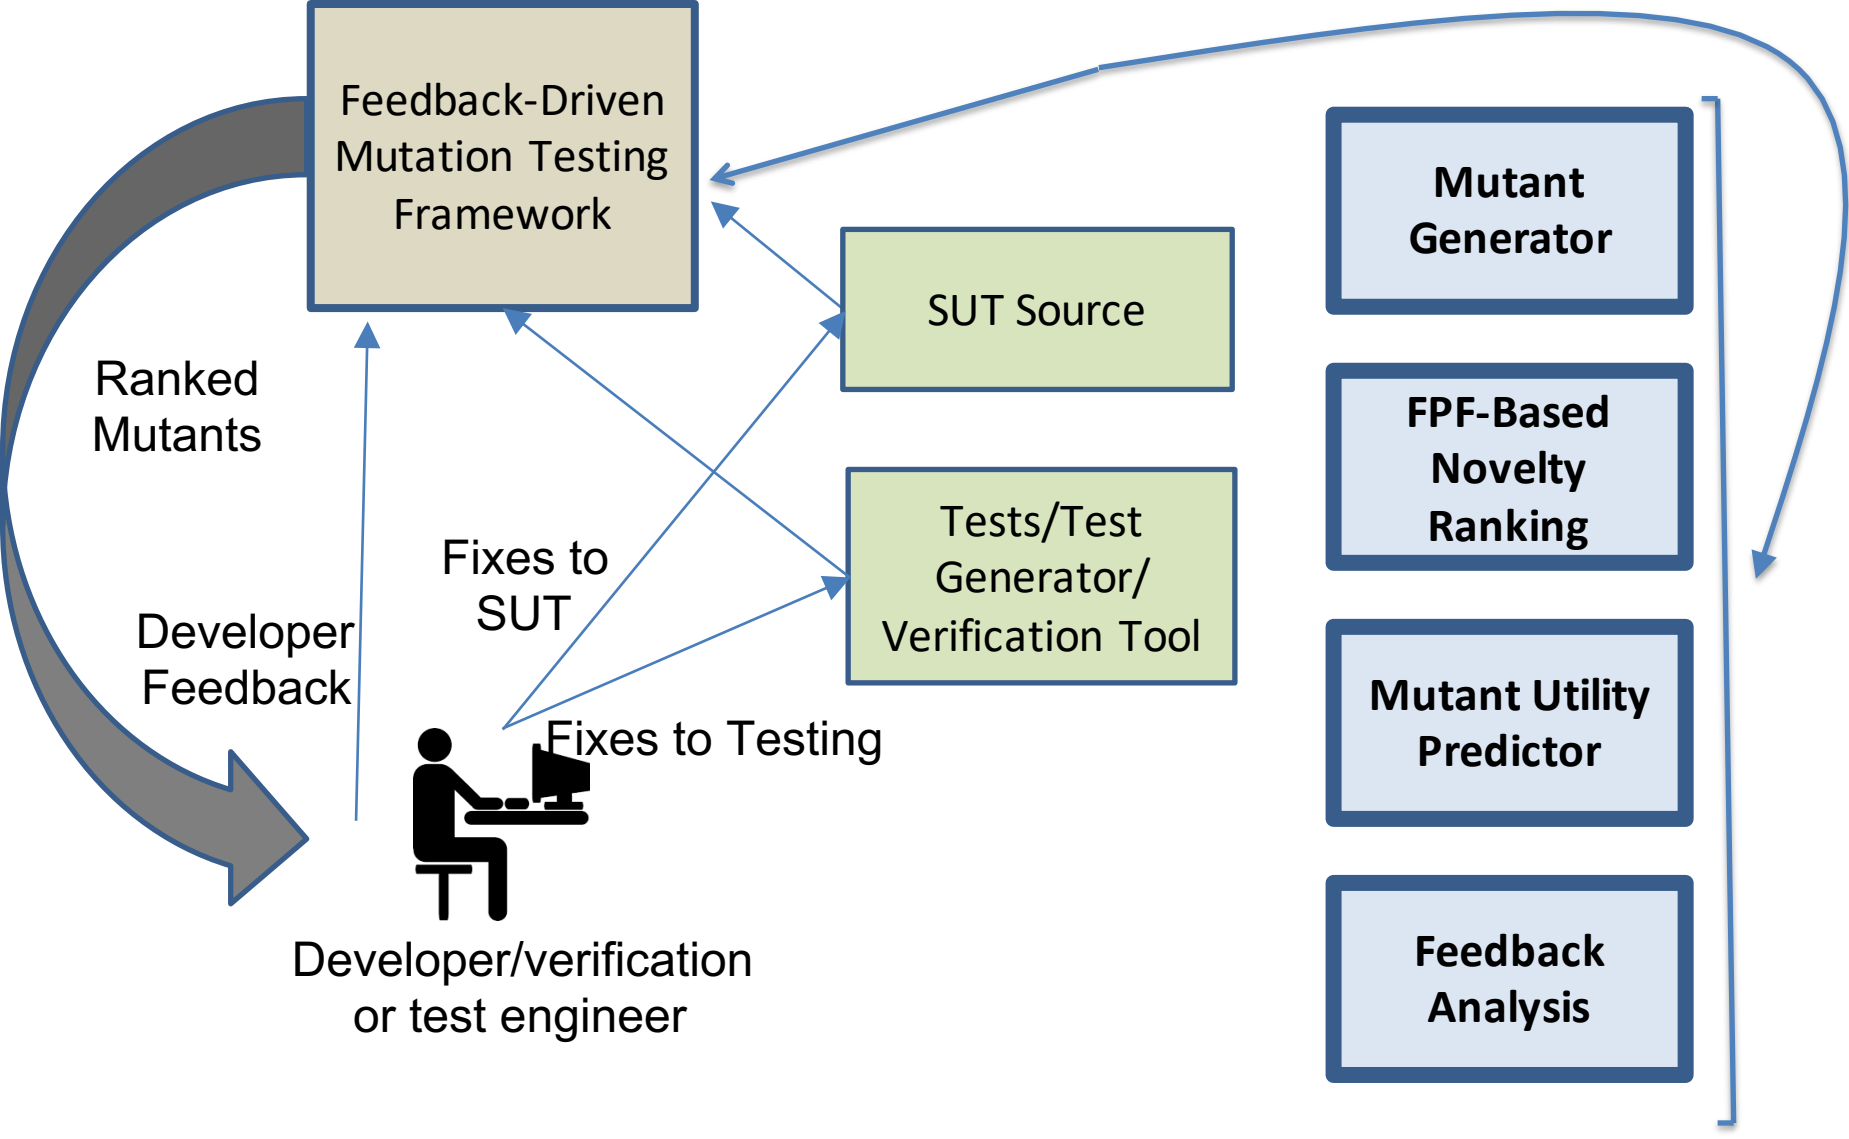 Feedback-Driven
Mutation Testing
Framework
Mutant
Generator
SUT Source
Ranked
Mutants
FPF-Based
Novelty
Ranking
Tests/Test
Generator/
Verification Tool
Fixes to
SUT
Developer
Feedback
Mutant Utility
Predictor
Fixes to Testing
Feedback
Analysis
Developer/verification
or test engineer